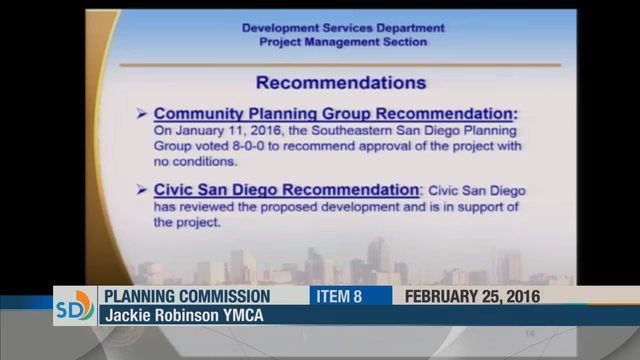 Development Services Department
Project Management Section
Recommendations
➢ Community Planning Group Recommendation:
On January 11, 2016, the Southeastern San Diego Planning
Group voted 8-0-0 to recommend approval of the project with
no conditions.
➢ Civic San Diego Recommendation: Civic San Diego
has reviewed the proposed development and is in support of
the project.
SD
PLANNING COMMISSION ITEM 8 FEBRUARY 25, 2016
Jackie Robinson YMCA
14